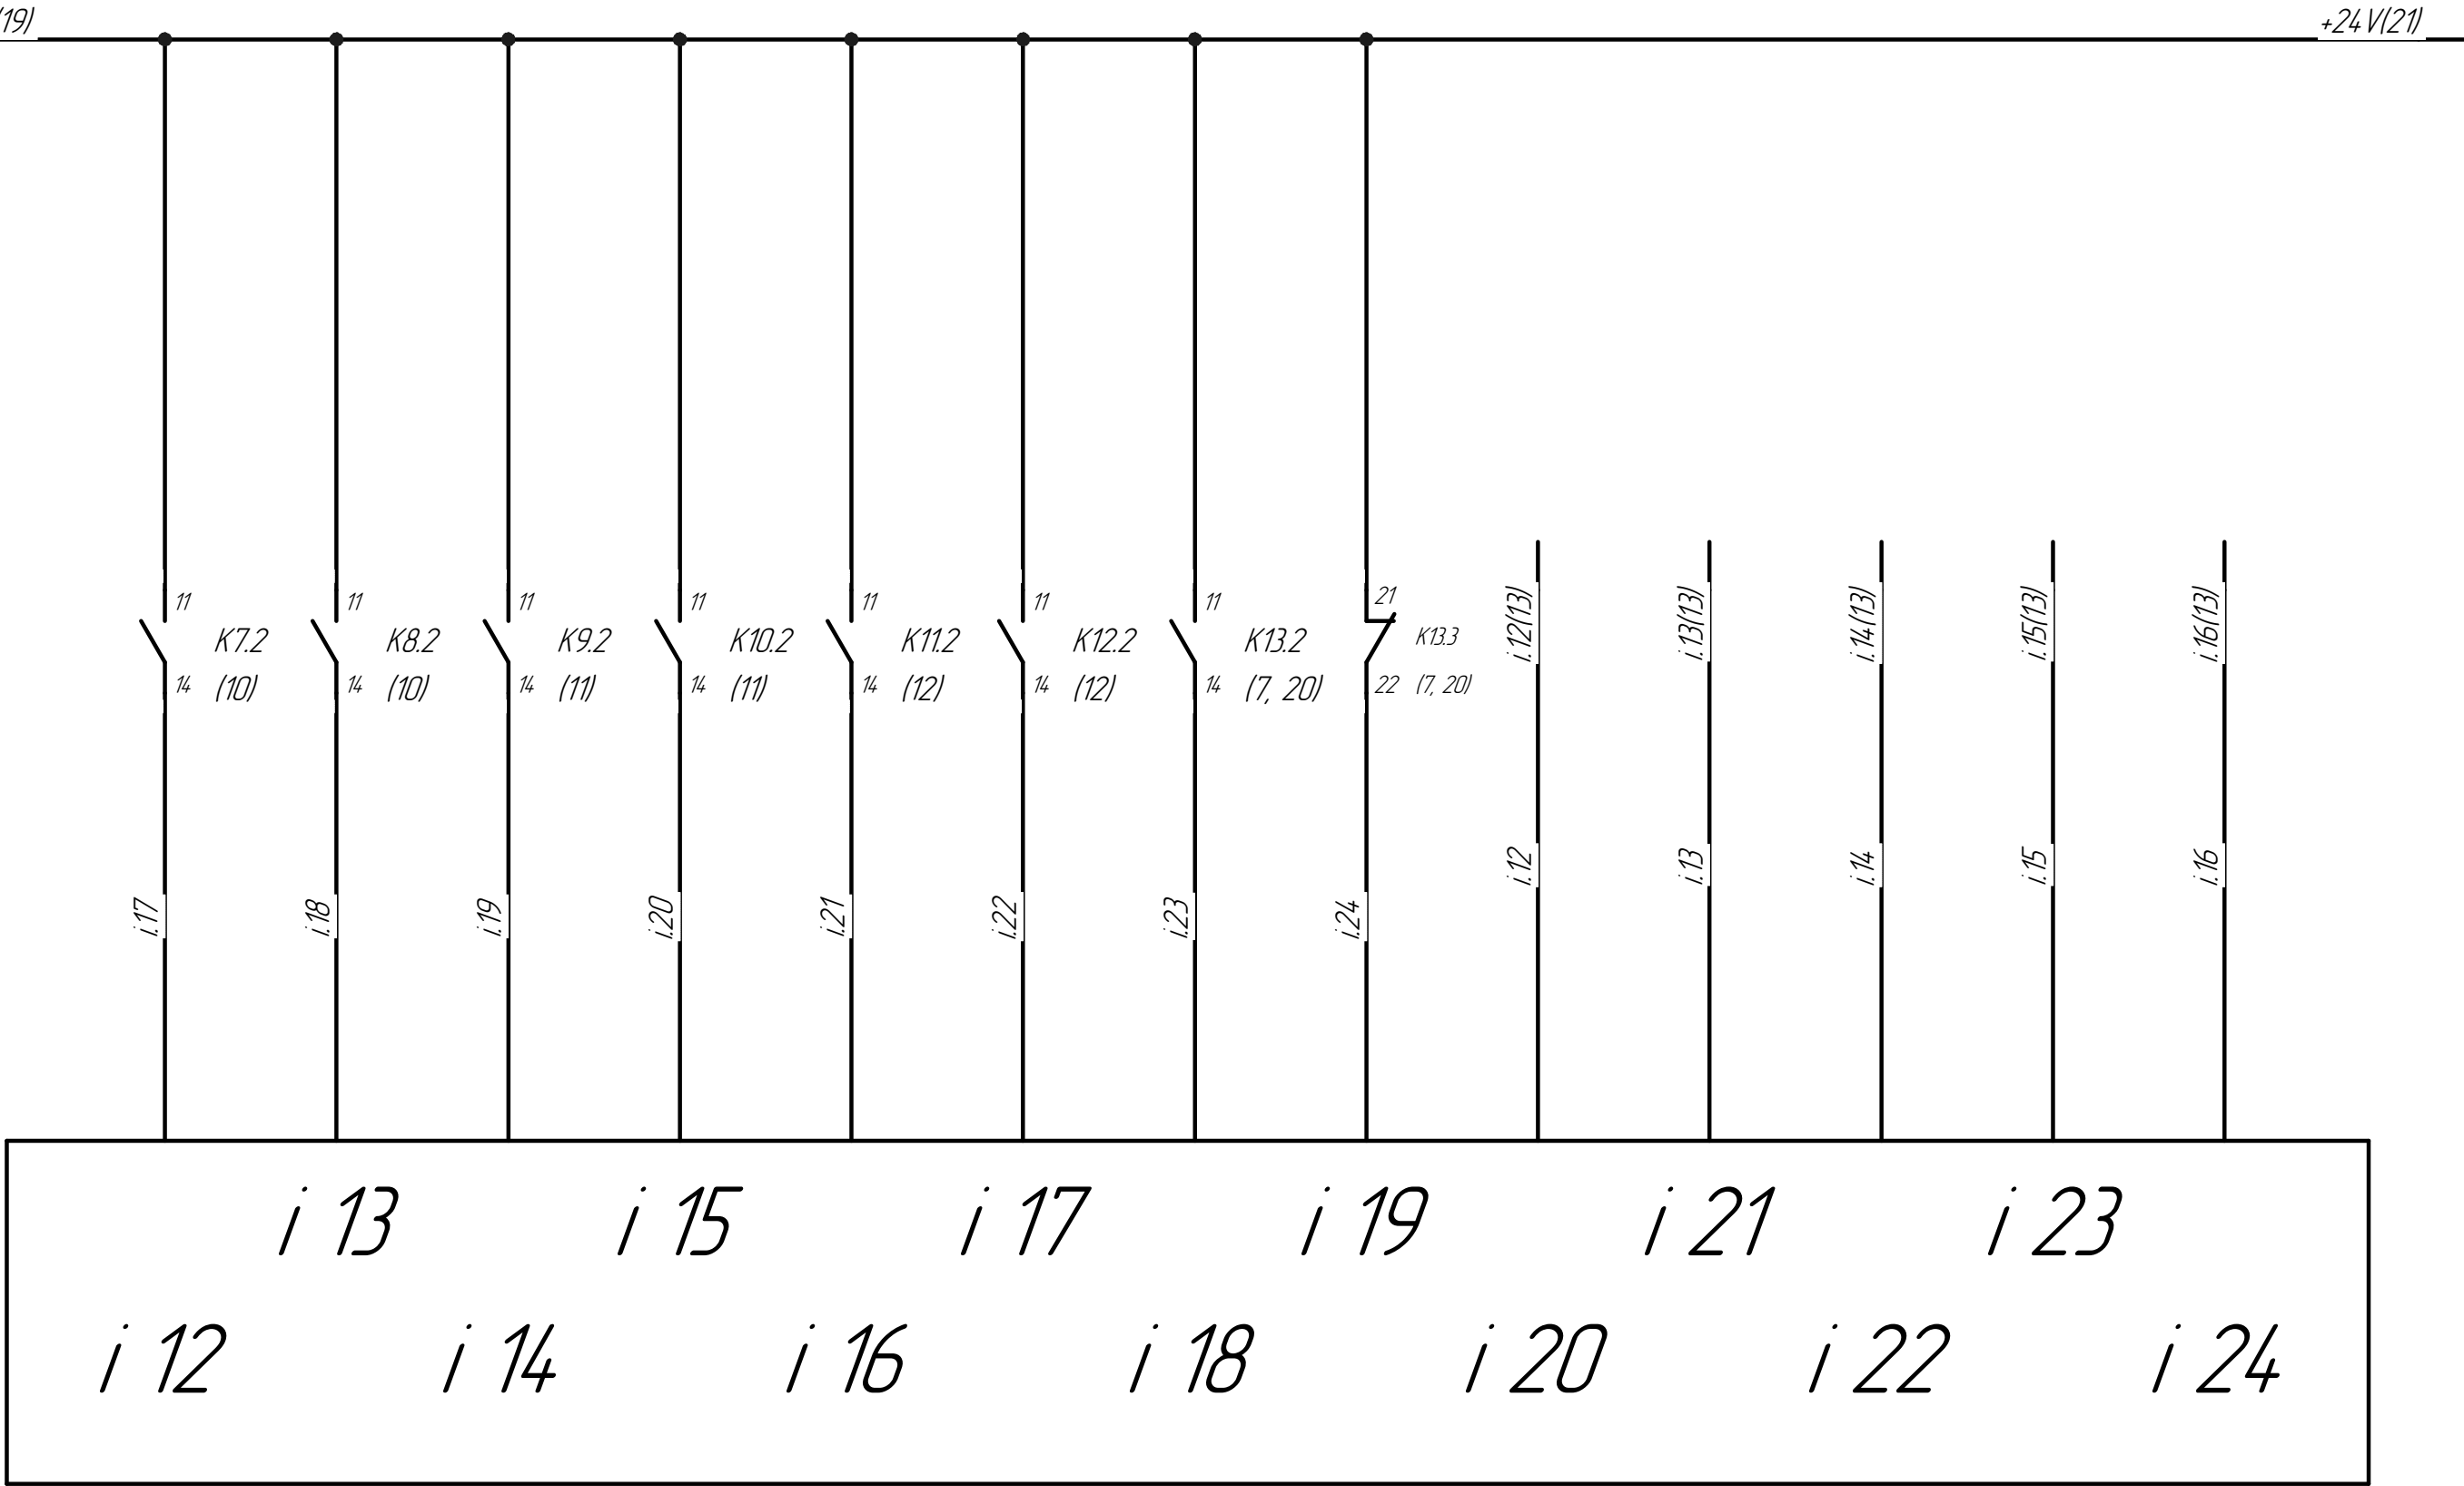 19)
+24V(21)
11
11
11
11
11
11
11
21
K7.2
K8.2
K9.2
K10.2
K11.2
K12.2
K13.2
K13.3
14
(10)
14
(10)
14
(11)
14
(11)
14
(12)
14
(12)
14
(7, 20)
22
(7, 20)
i.12(13)
i.13(13)
i.14(13)
i.15(13)
i.16(13)
i.17
i.18
i.19
i.20
i.21
i.22
i.23
i.24
i.12
i.13
i.14
i.15
i.16
i 13
i 15
i 17
i 19
i 21
i 23
i 12
i 14
i 16
i 18
i 20
i 22
i 24